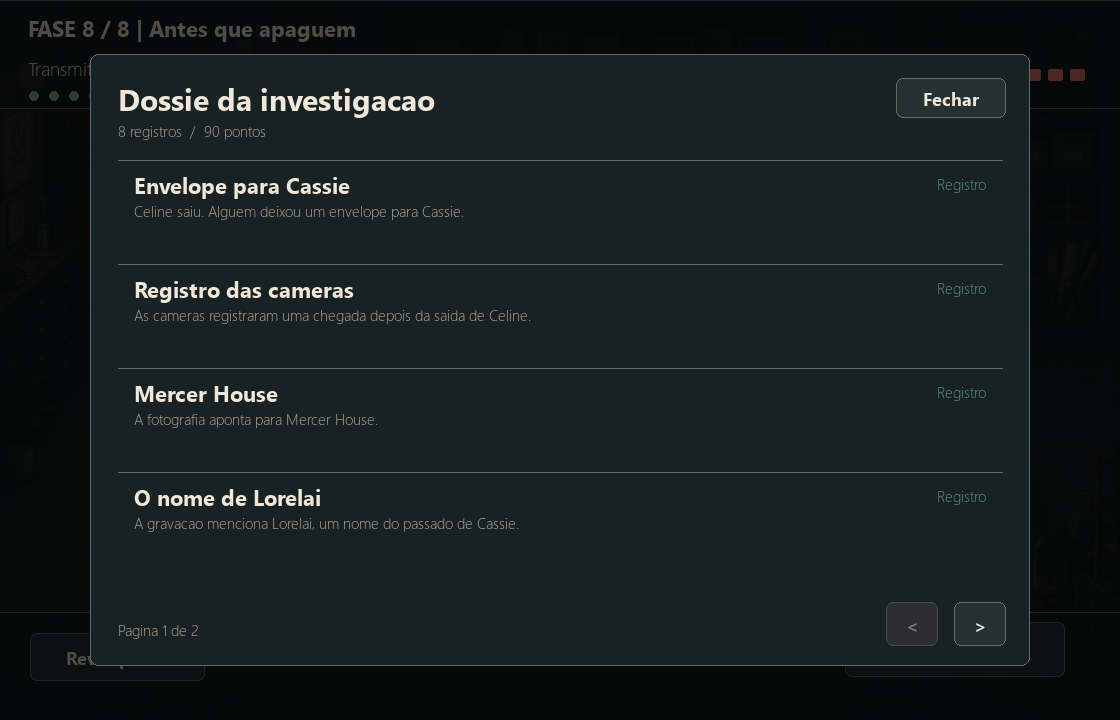 FASE 8 / 8 | Antes que apaguem
Dossie da investigacao
Fechar
8 registros / 90 pontos
Envelope para Cassie
Registro
Celine saiu. Alguem deixou um envelope para Cassie.
Registro das cameras
Registro
As cameras registraram uma chegada depois da saida de Celine.
Mercer House
Registro
A fotografia aponta para Mercer House.
O nome de Lorelai
Registro
A gravacao menciona Lorelai, um nome do passado de Cassie.
Pagina 1 de 2
<
>